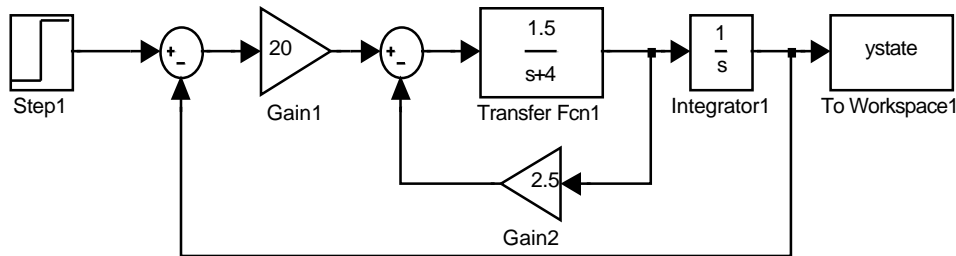 +
−
20
+
−
1.5
s+4
1
s
ystate
Step1
Gain1
Transfer Fcn1
Integrator1
To Workspace1
2.5
Gain2